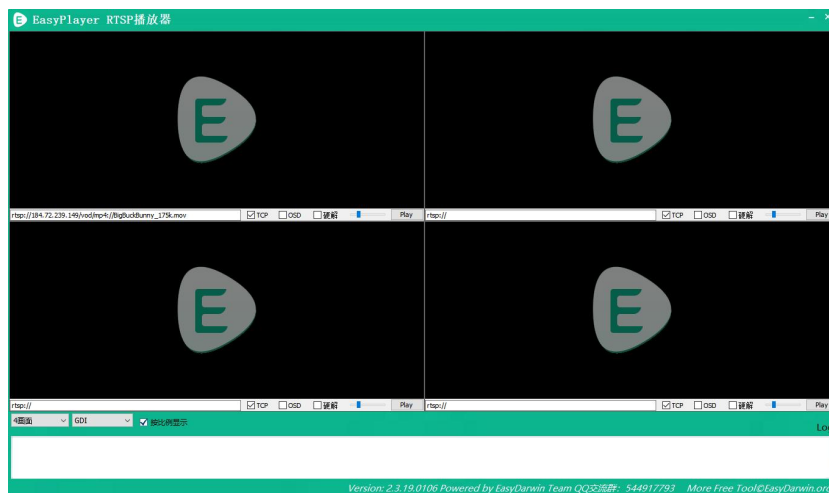 EasyPlayer RTSP播放器
E
E
rtsp://184.72.239.149/vod/mp4://BigBuckBunny_175k.mov TCP OSD 硬解 Play
rtsp:// TCP OSD 硬解 Play
E
E
rtsp:// TCP OSD 硬解 Play
rtsp:// TCP OSD 硬解 Play
4画面 GDI 按比例显示
Log
Version: 2.3.19.0106 Powered by EasyDarwin Team QQ交流群: 544917793 More Free Tool©EasyDarwin.org